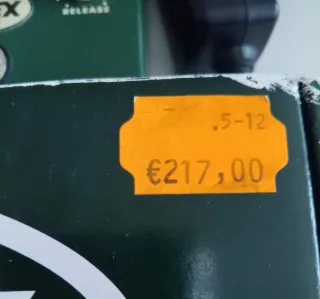 X
RELEASE
.5-12
€217,00